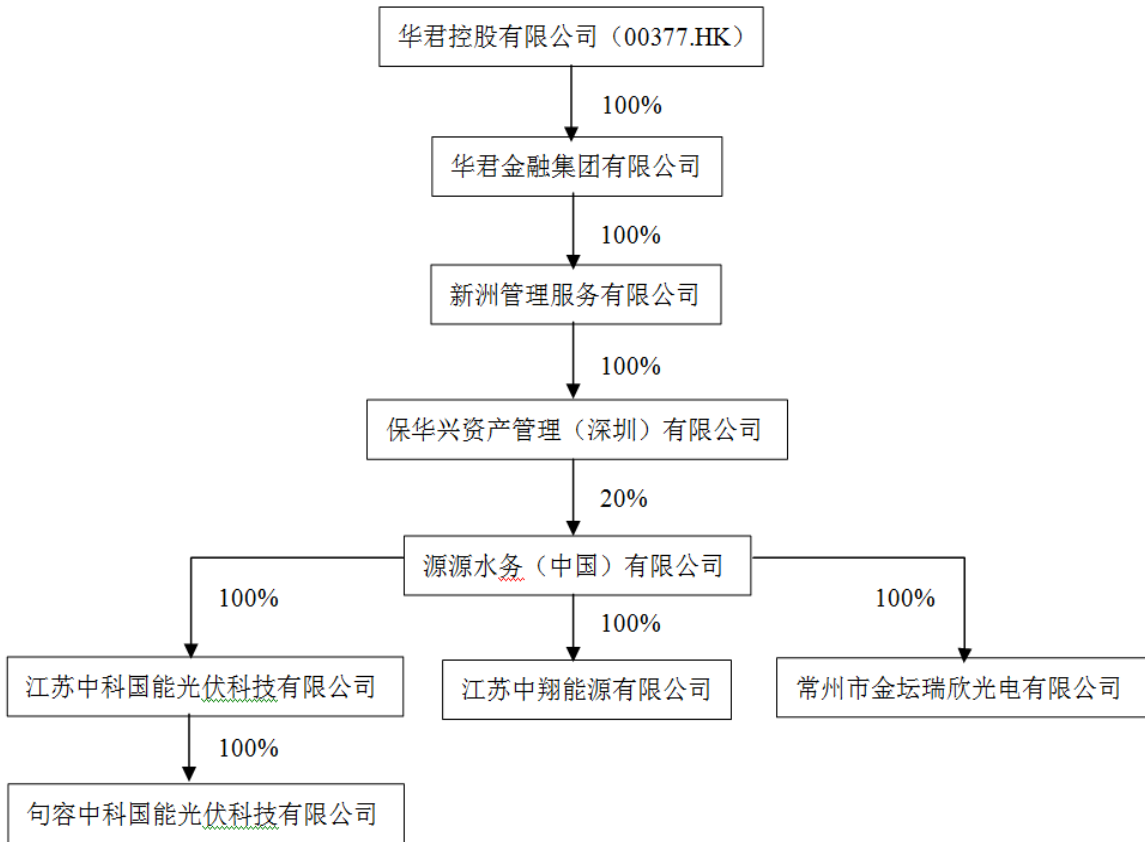 华君控股有限公司（00377.HK）
100%
华君金融集团有限公司
100%
新洲管理服务有限公司
100%
保华兴资产管理（深圳）有限公司
20%
源源水务（中国）有限公司
100%
100%
100%
江苏中科国能光伏科技有限公司
江苏中翔能源有限公司
常州市金坛瑞欣光电有限公司
100%
句容中科国能光伏科技有限公司